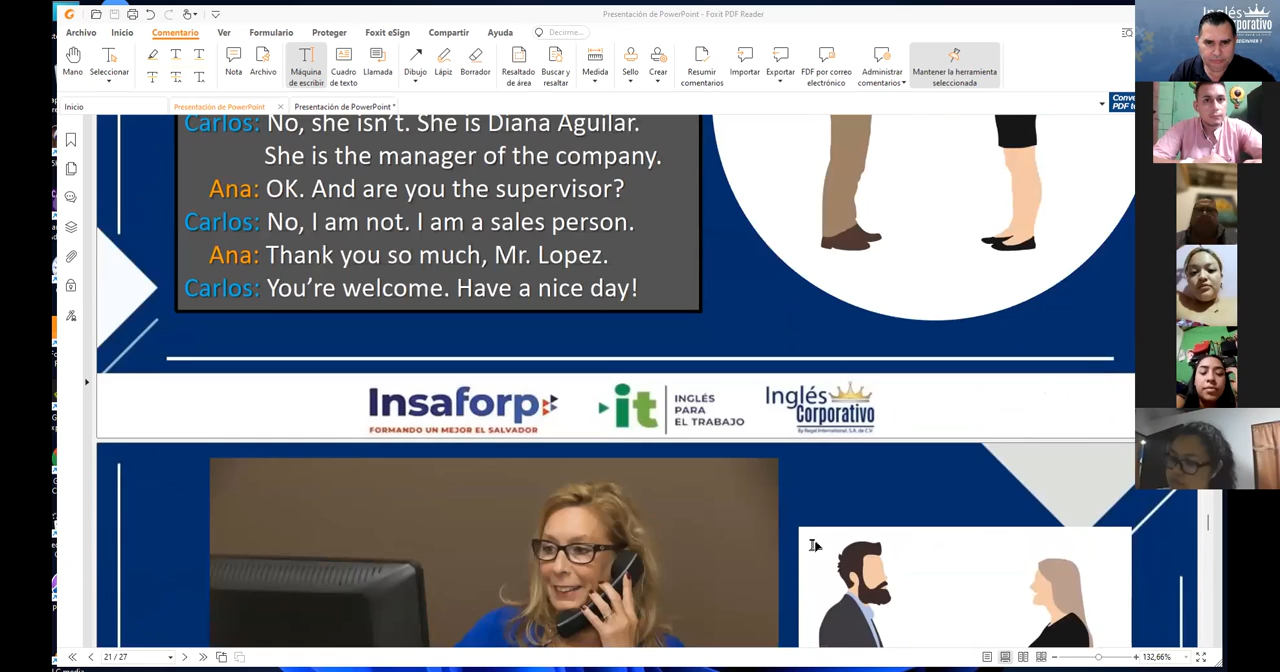 Presentación de PowerPoint - Foxit PDF Reader
Archivo Inicio Comentario Ver Formulario Proteger Foxit eSign Compartir Ayuda Decirme...
Mano Seleccionar Nota Archivo Máquina de escribir Cuadro de texto Llamada Dibujo Lápiz Borrador Resaltado de área Buscar y resaltar Medida Sello Crear Resumir comentarios Importar Exportar FDF por correo electrónico Administrar comentarios Mantener la herramienta seleccionada
Inicio Presentación de PowerPoint Presentación de PowerPoint *
Carlos: No, she isn't. She is Diana Aguilar.
She is the manager of the company.
Ana: OK. And are you the supervisor?
Carlos: No, I am not. I am a sales person.
Ana: Thank you so much, Mr. Lopez.
Carlos: You're welcome. Have a nice day!
Insaforp
FORMANDO UN MEJOR EL SALVADOR
it INGLÉS PARA EL TRABAJO
Inglés Corporativo
By Regal International, S.A. de C.V.
21 / 27
132,66%